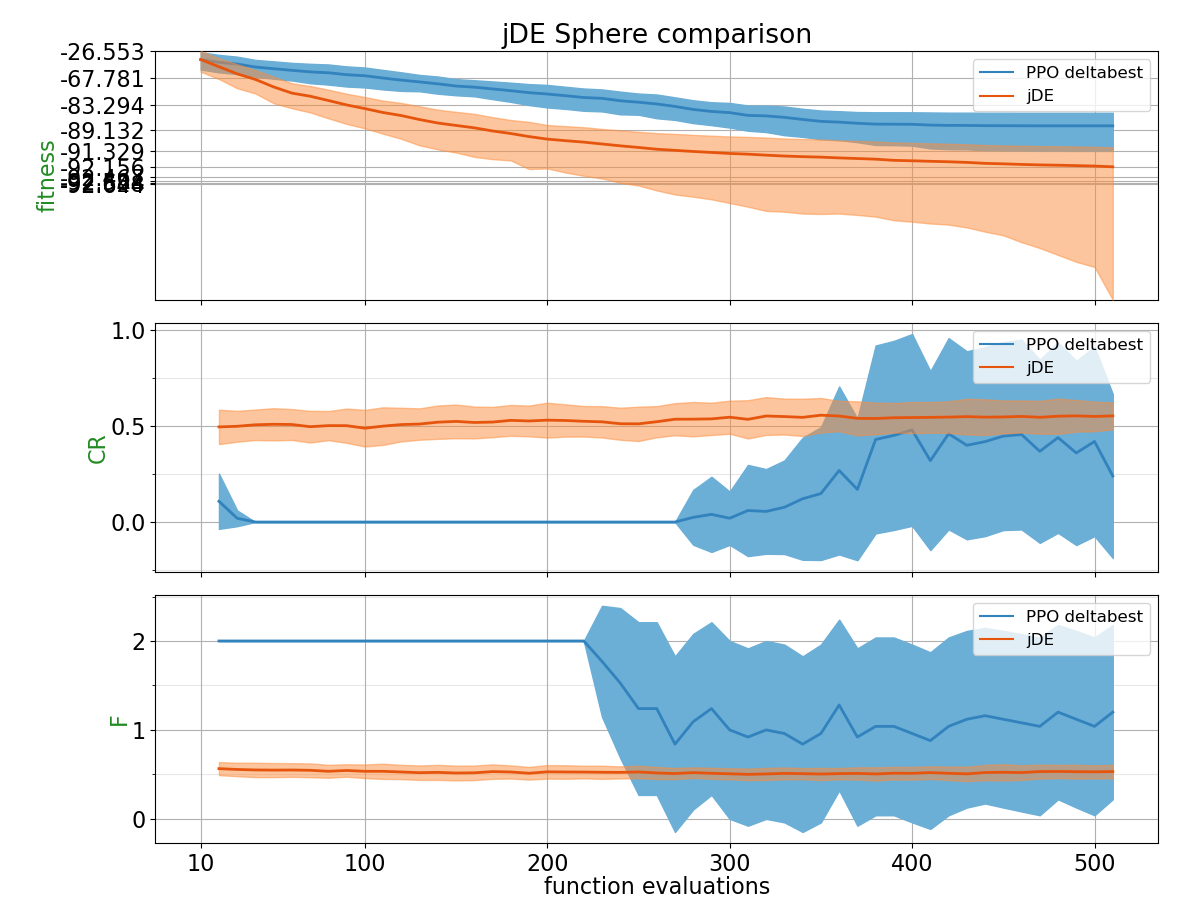 jDE Sphere comparison
-26.553
-67.781
-83.294
-89.132
-91.329
fitness
PPO deltabest
jDE
1.0
0.5
0.0
CR
PPO deltabest
jDE
2
1
0
F
PPO deltabest
jDE
10 100 200 300 400 500
function evaluations